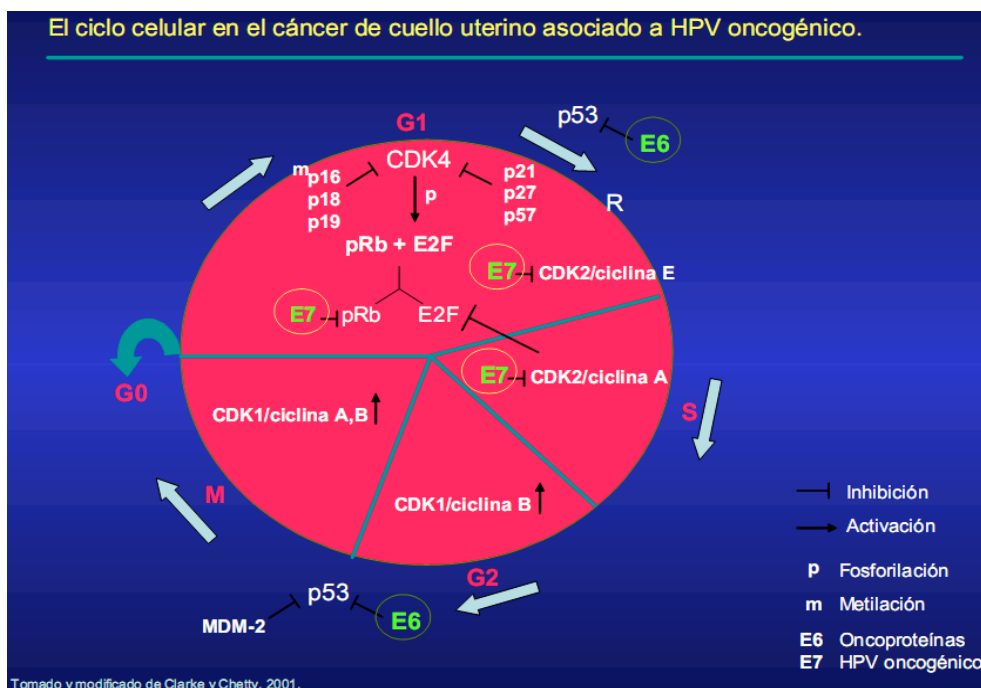 El ciclo celular en el cáncer de cuello uterino asociado a HPV oncogénico.
p53
E6
G1
CDK4
m
p16
p18
p19
p
p21
p27
p57
R
pRb + E2F
E7
CDK2/ciclina E
E7
pRb
E2F
E7
CDK2/ciclina A
G0
CDK1/ciclina A,B
S
M
CDK1/ciclina B
G2
p53
MDM-2
E6
Inhibición
Activación
p Fosforilación
m Metilación
E6 Oncoproteínas
E7 HPV oncogénico
Tomado y modificado de Clarke y Chetty, 2001.